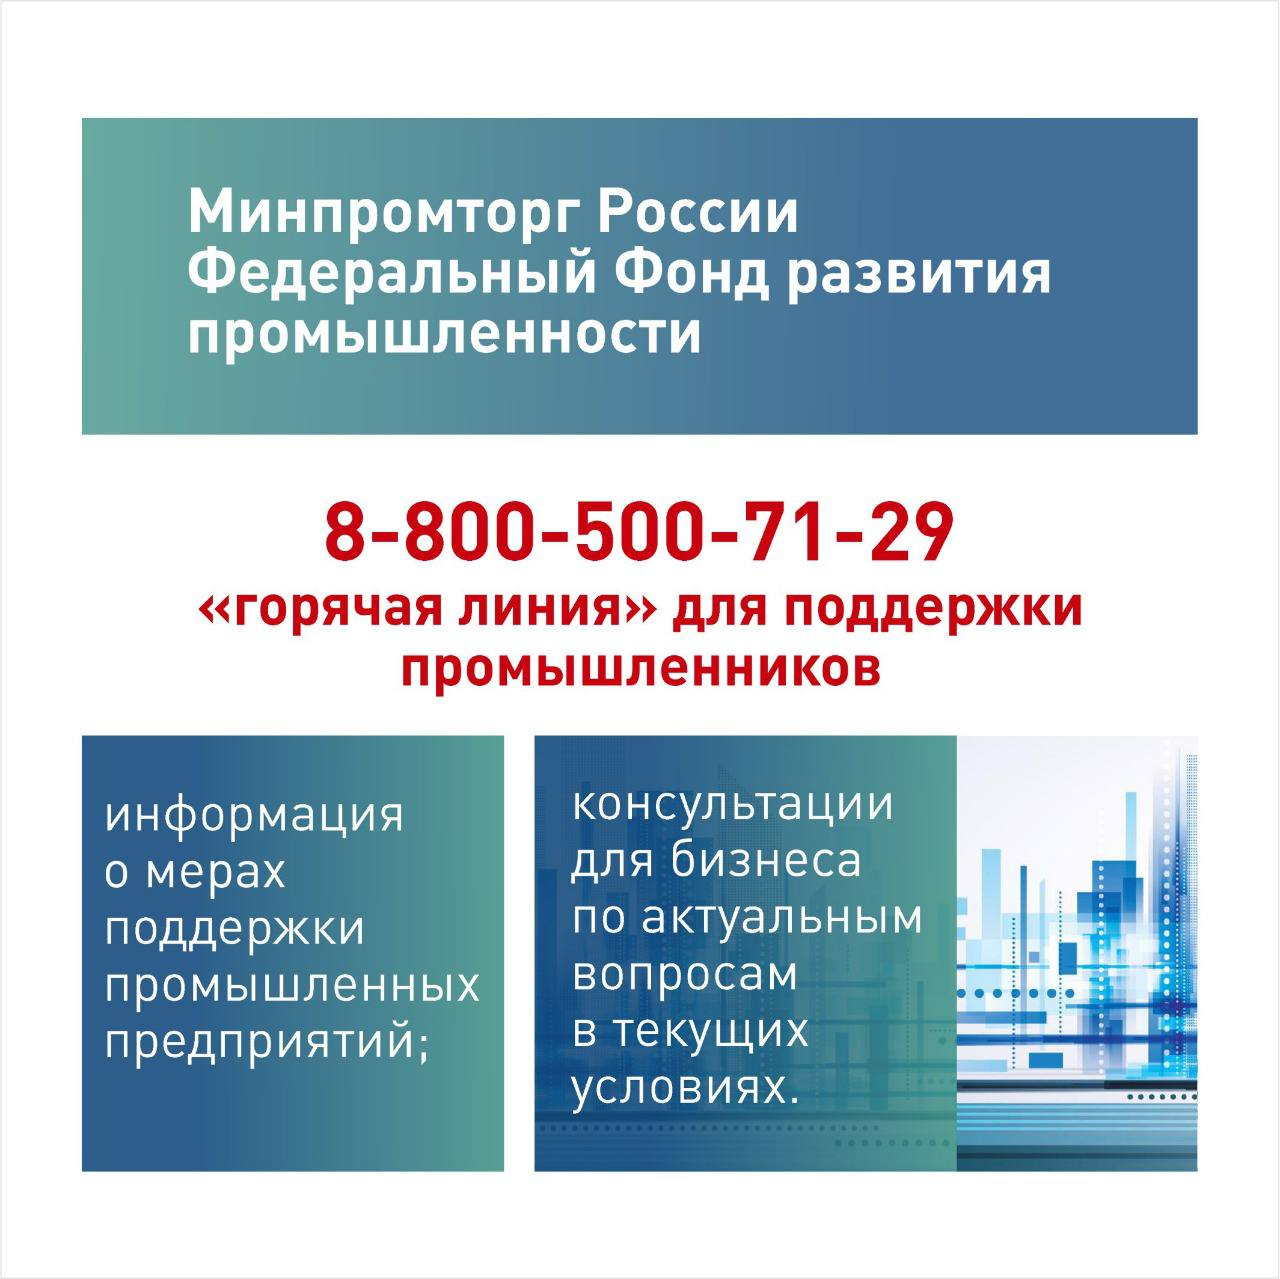 Минпромторг России
Федеральный Фонд развития
промышленности
8-800-500-71-29
«горячая линия» для поддержки
промышленников
информация
о мерах
поддержки
промышленных
предприятий;
консультации
для бизнеса
по актуальным
вопросам
в текущих
условиях.